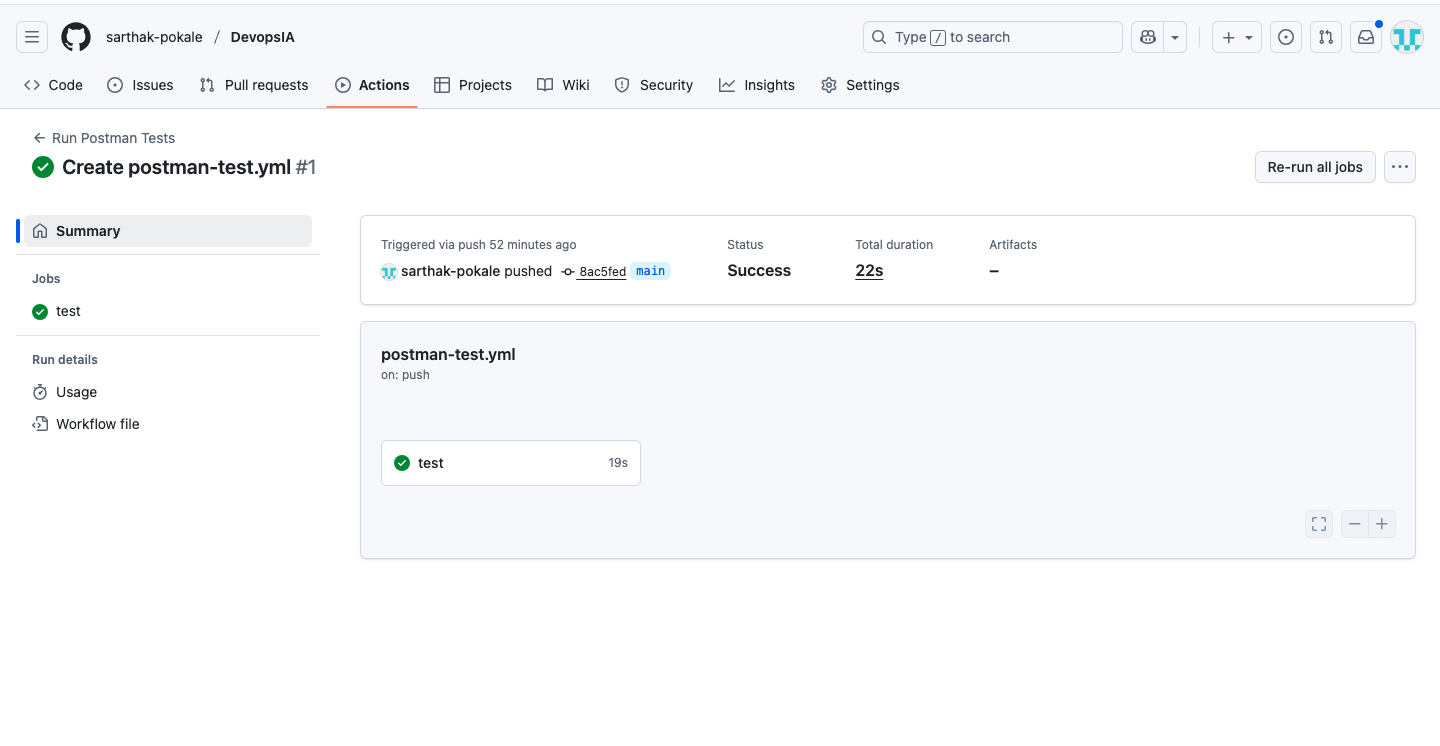 sarthak-pokale / DevopsIA
Type / to search
Code
Issues
Pull requests
Actions
Projects
Wiki
Security
Insights
Settings
Run Postman Tests
Create postman-test.yml #1
Re-run all jobs
Summary
Jobs
test
Run details
Usage
Workflow file
Triggered via push 52 minutes ago
sarthak-pokale pushed 8ac5fed main
Status
Success
Total duration
22s
Artifacts
–
postman-test.yml
on: push
test
19s